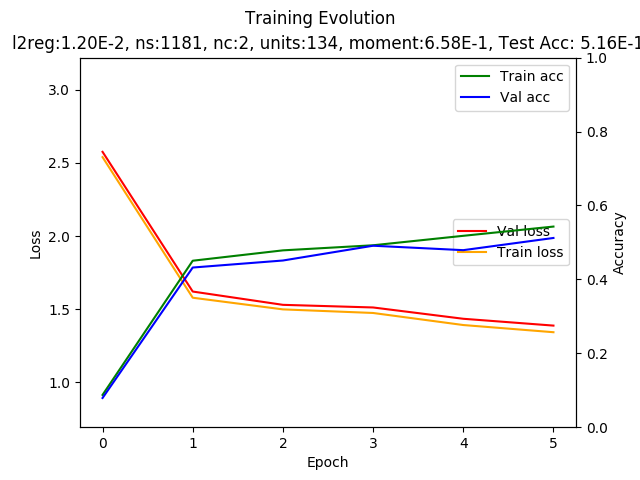 Training Evolution
l2reg:1.20E-2, ns:1181, nc:2, units:134, moment:6.58E-1, Test Acc: 5.16E-1
Train acc
Val acc
Val loss
Train loss
3.0
2.5
2.0
1.5
1.0
Loss
1.0
0.8
0.6
0.4
0.2
0.0
Accuracy
0 1 2 3 4 5
Epoch